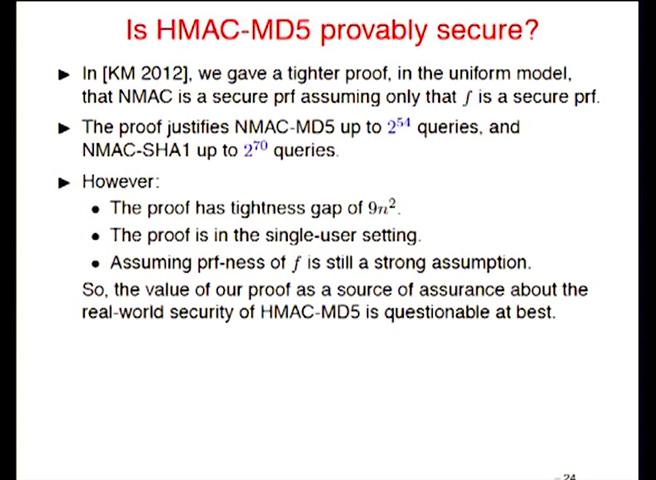 Is HMAC-MD5 provably secure?
► In [KM 2012], we gave a tighter proof, in the uniform model,
that NMAC is a secure prf assuming only that f is a secure prf.
► The proof justifies NMAC-MD5 up to 2^54 queries, and
NMAC-SHA1 up to 2^70 queries.
► However:
• The proof has tightness gap of 9n².
• The proof is in the single-user setting.
• Assuming prf-ness of f is still a strong assumption.
So, the value of our proof as a source of assurance about the
real-world security of HMAC-MD5 is questionable at best.
– 24